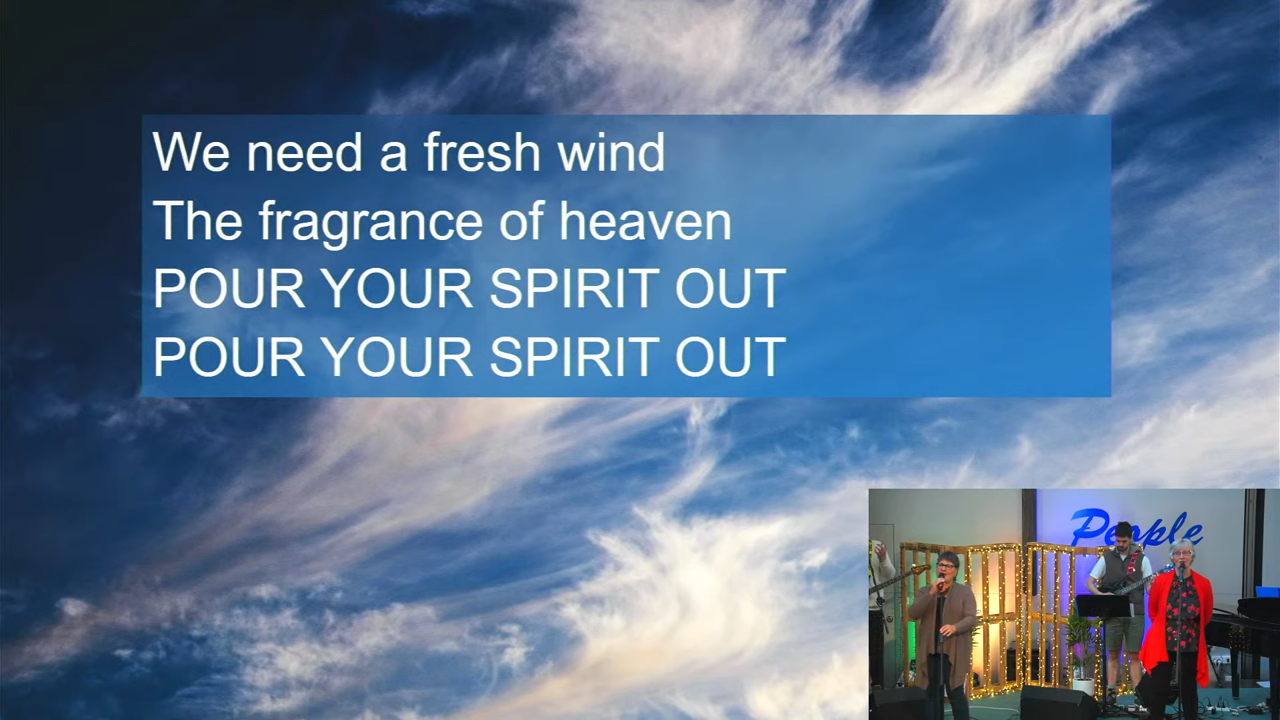 We need a fresh wind
The fragrance of heaven
POUR YOUR SPIRIT OUT
POUR YOUR SPIRIT OUT
People